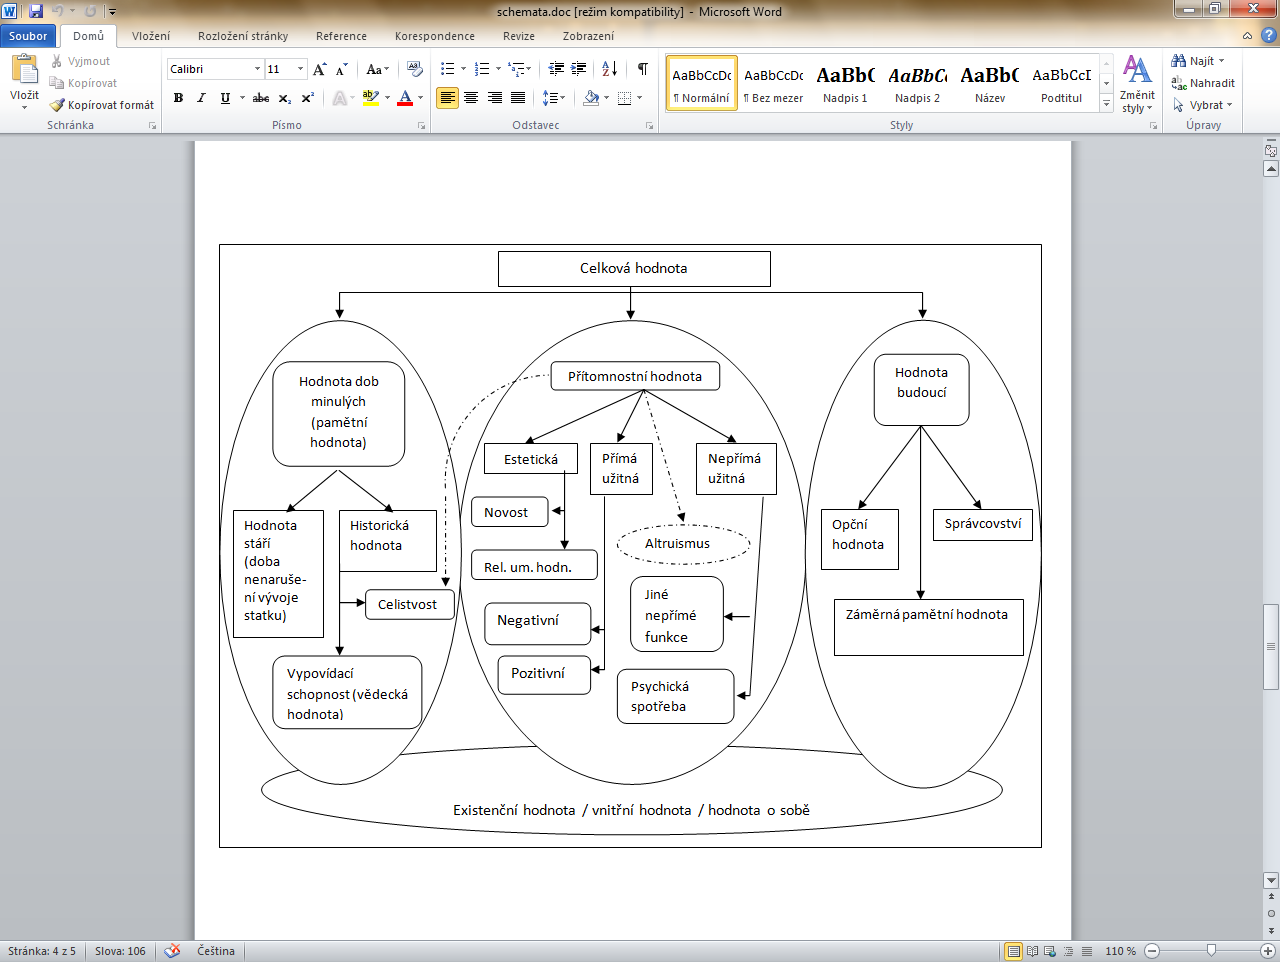 schemata.doc [režim kompatibility] - Microsoft Word
Soubor Domů Vložení Rozložení stránky Reference Korespondence Revize Zobrazení
Vložit
Vyjmout
Kopírovat
Kopírovat formát
Schránka
Calibri 11
Písmo
Odstavec
AaBbCcDc AaBbCcDc AaBbC AaBbCc AaBbC AaBbCcI
¶ Normální ¶ Bez mezer Nadpis 1 Nadpis 2 Název Podtitul
Styly
Změnit
styly
Najít
Nahradit
Vybrat
Úpravy
Celková hodnota
Hodnota dob
minulých
(pamětní
hodnota)
Hodnota
stáří
(doba
nenaruše-
ní vývoje
statku)
Historická
hodnota
Celistvost
Vypovídací
schopnost (vědecká
hodnota)
Přítomnostní hodnota
Estetická
Přímá
užitná
Nepřímá
užitná
Novost
Rel. um. hodn.
Altruismus
Negativní
Pozitivní
Jiné
nepřímé
funkce
Psychická
spotřeba
Hodnota
budoucí
Opční
hodnota
Správcovství
Záměrná pamětní hodnota
Existenční hodnota / vnitřní hodnota / hodnota o sobě
Stránka: 4 z 5 Slova: 106 Čeština 110 %